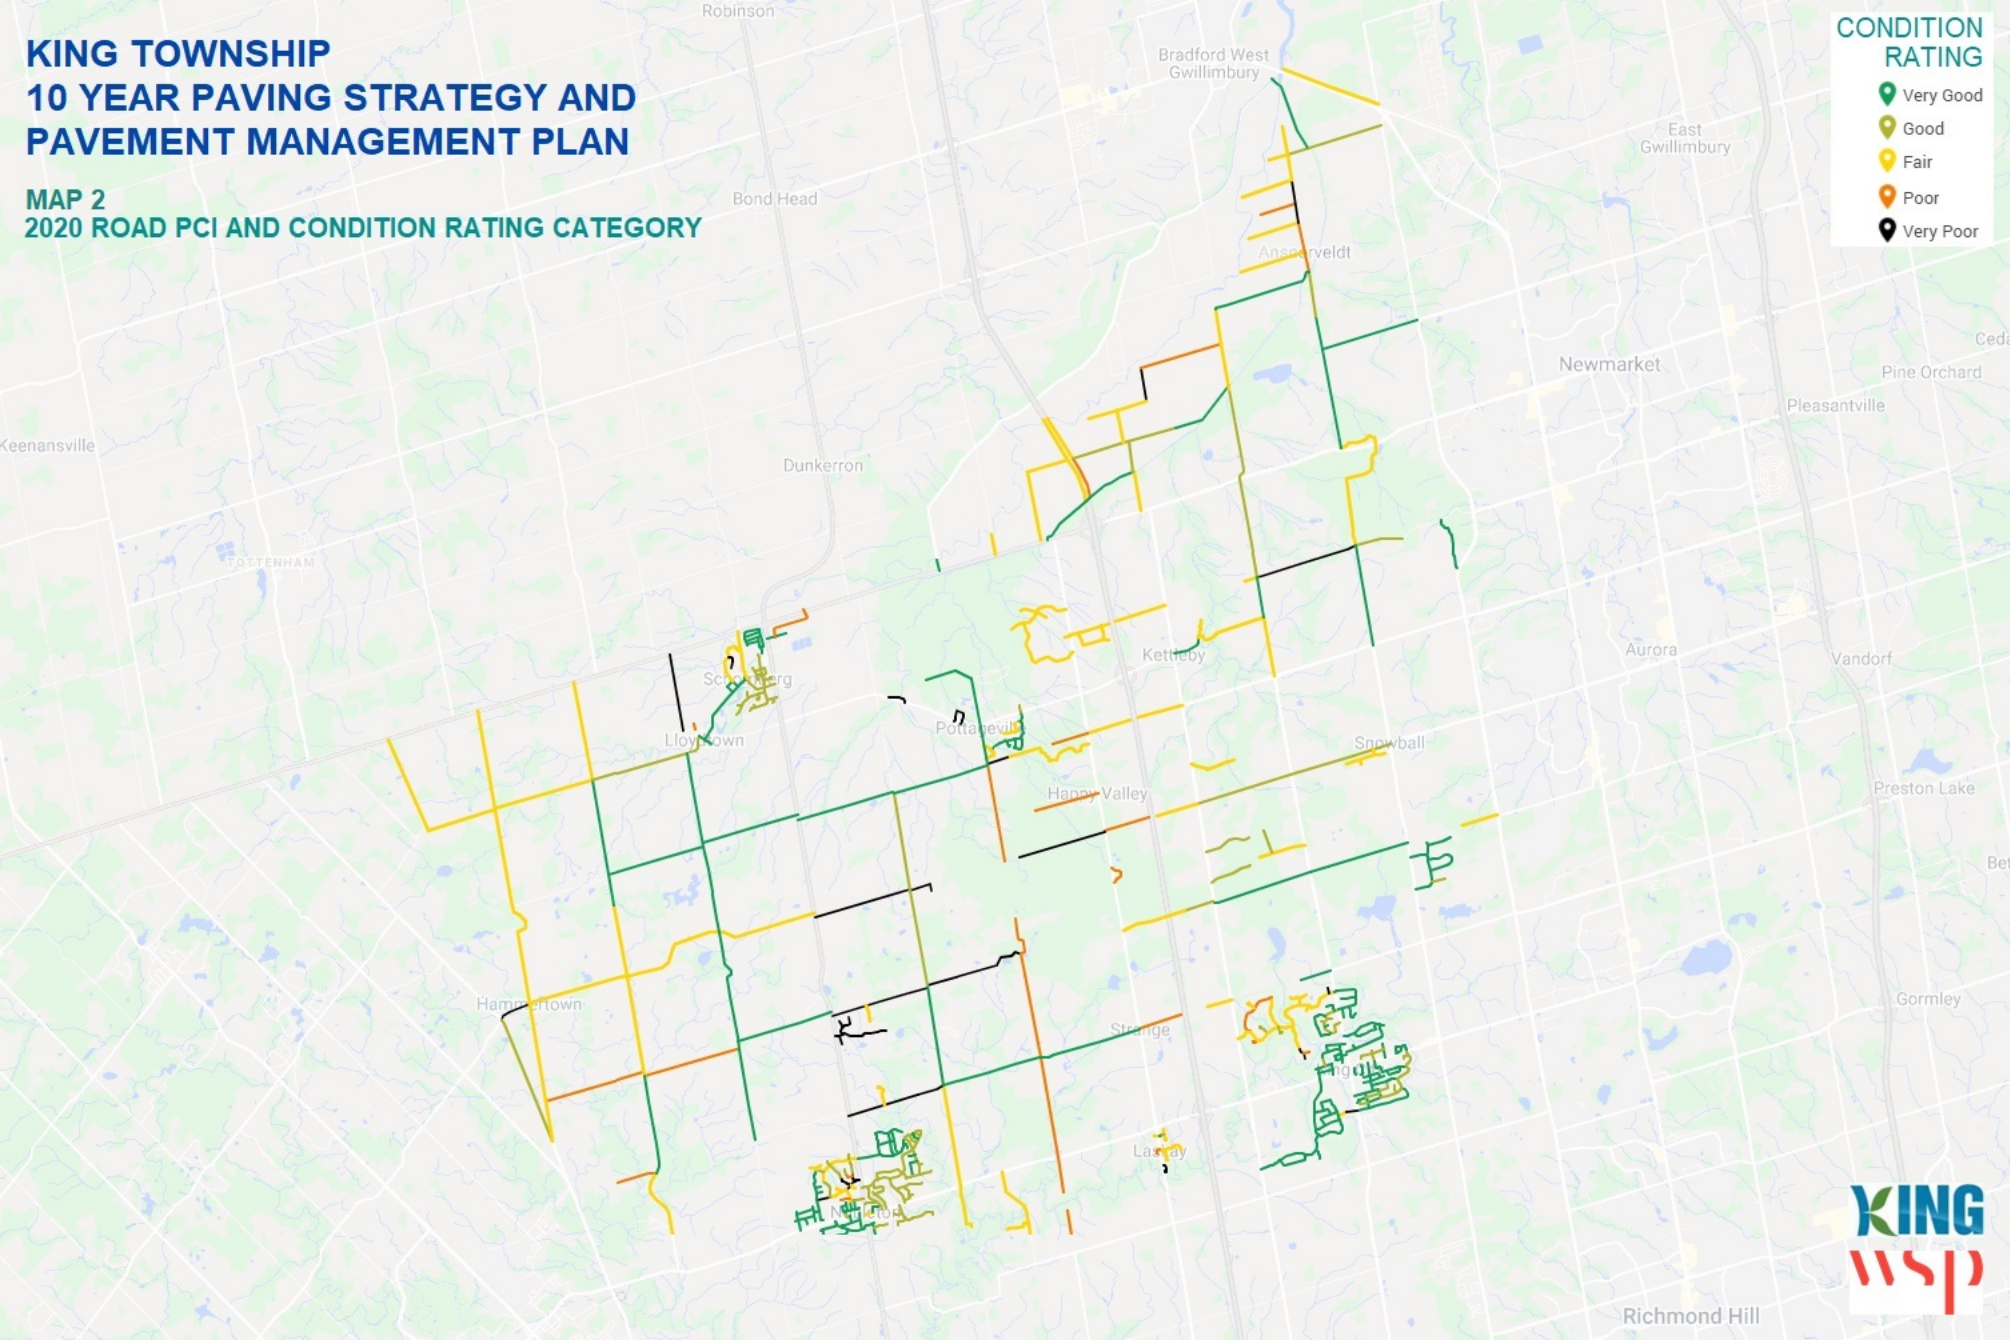 KING TOWNSHIP
10 YEAR PAVING STRATEGY AND
PAVEMENT MANAGEMENT PLAN
MAP 2
2020 ROAD PCI AND CONDITION RATING CATEGORY
CONDITION
RATING
Very Good
Good
Fair
Poor
Very Poor
Robinson
Bradford West
Gwillimbury
East
Gwillimbury
Bond Head
Newmarket
Pine Orchard
Pleasantville
Keenansville
Dunkerron
TOTTENHAM
Kettleby
Aurora
Vandorf
Lloydtown
Snowball
Happy Valley
Preston Lake
Hammertown
Strange
Gormley
Richmond Hill
KING
wsp